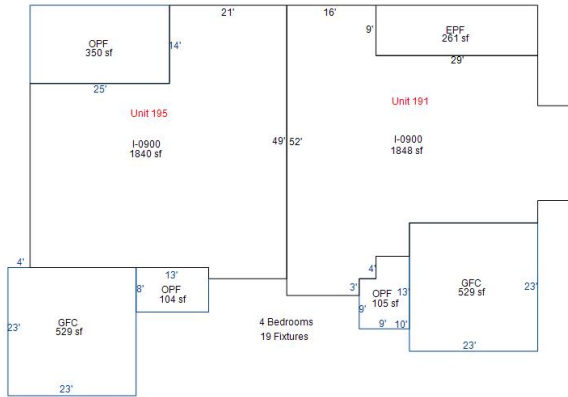 21'
16'
OPF
350 sf
14'
9'
EPF
261 sf
25'
29'
Unit 195
Unit 191
I-0900
1840 sf
49'
52'
I-0900
1848 sf
4'
13'
8'
OPF
104 sf
4'
3'
OPF
105 sf
13'
9'
9'
10'
GFC
529 sf
23'
23'
GFC
529 sf
23'
23'
4 Bedrooms
19 Fixtures